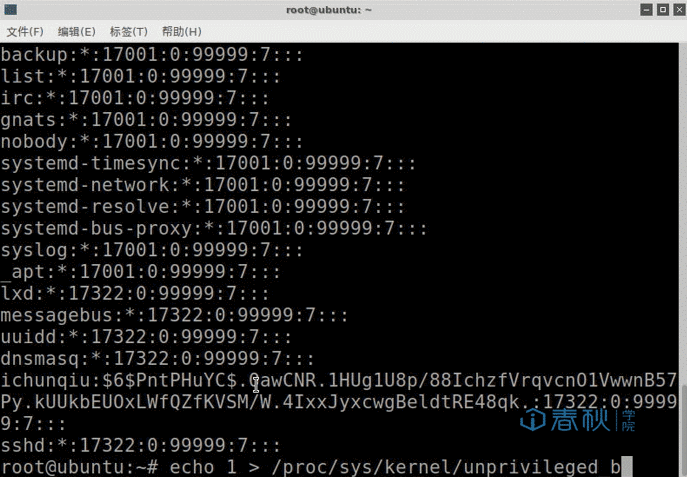 root@ubuntu: ~
文件(F) 编辑(E) 标签(T) 帮助(H)
backup:*:17001:0:99999:7:::
list:*:17001:0:99999:7:::
irc:*:17001:0:99999:7:::
gnats:*:17001:0:99999:7:::
nobody:*:17001:0:99999:7:::
systemd-timesync:*:17001:0:99999:7:::
systemd-network:*:17001:0:99999:7:::
systemd-resolve:*:17001:0:99999:7:::
systemd-bus-proxy:*:17001:0:99999:7:::
syslog:*:17001:0:99999:7:::
_apt:*:17001:0:99999:7:::
lxd:*:17322:0:99999:7:::
messagebus:*:17322:0:99999:7:::
uuidd:*:17322:0:99999:7:::
dnsmasq:*:17322:0:99999:7:::
ichunqiu:$6$PntPHuYC$.QawCNR.1HUg1U8p/88IchzfVrqvcnO1VwwnB57
Py.kUUkbEUOxLWfQZfKVSM/W.4IxxJyxcwgBeldtRE48qk.:17322:0:9999
9:7:::
春秋学院
sshd:*:17322:0:99999:7:::
root@ubuntu:~# echo 1 > /proc/sys/kernel/unprivileged_b